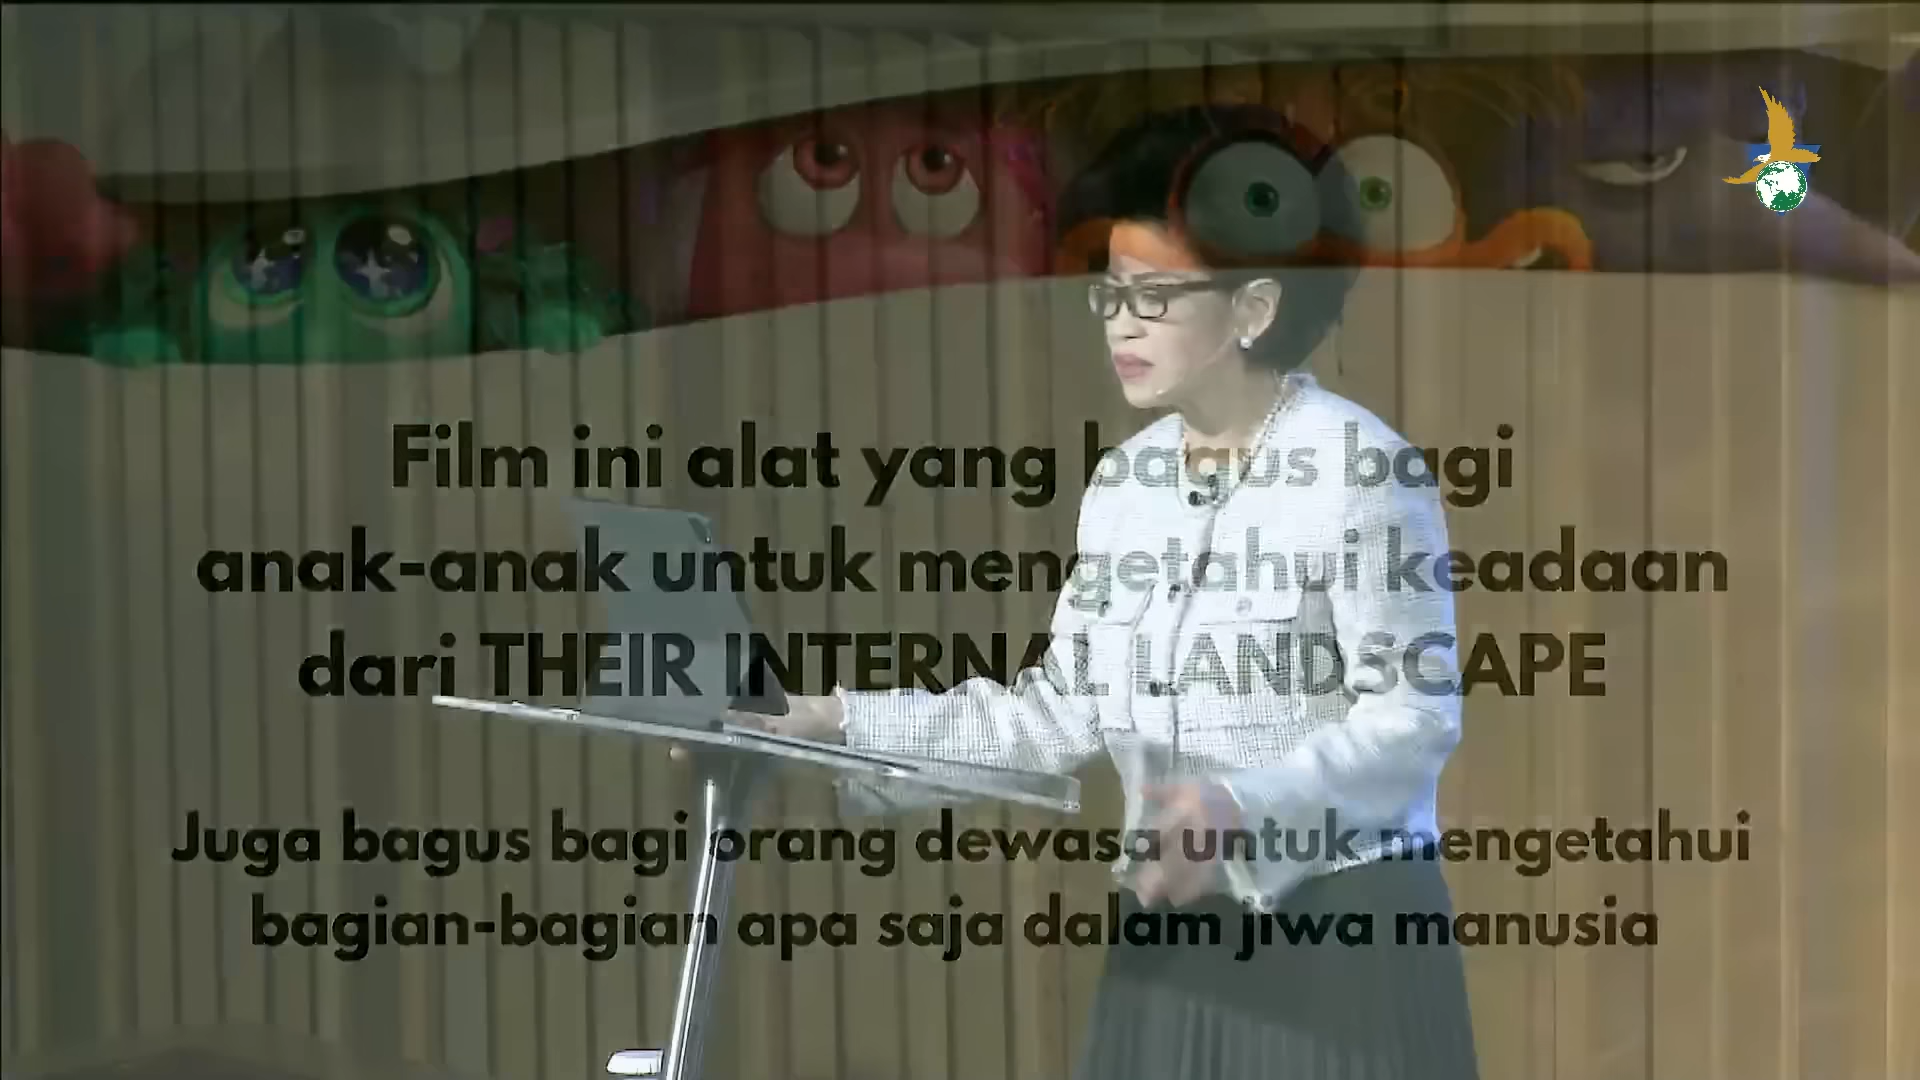 Film ini alat yang bagus bagi
anak-anak untuk mengetahui keadaan
dari THEIR INTERNAL LANDSCAPE
Juga bagus bagi orang dewasa untuk mengetahui
bagian-bagian apa saja dalam jiwa manusia